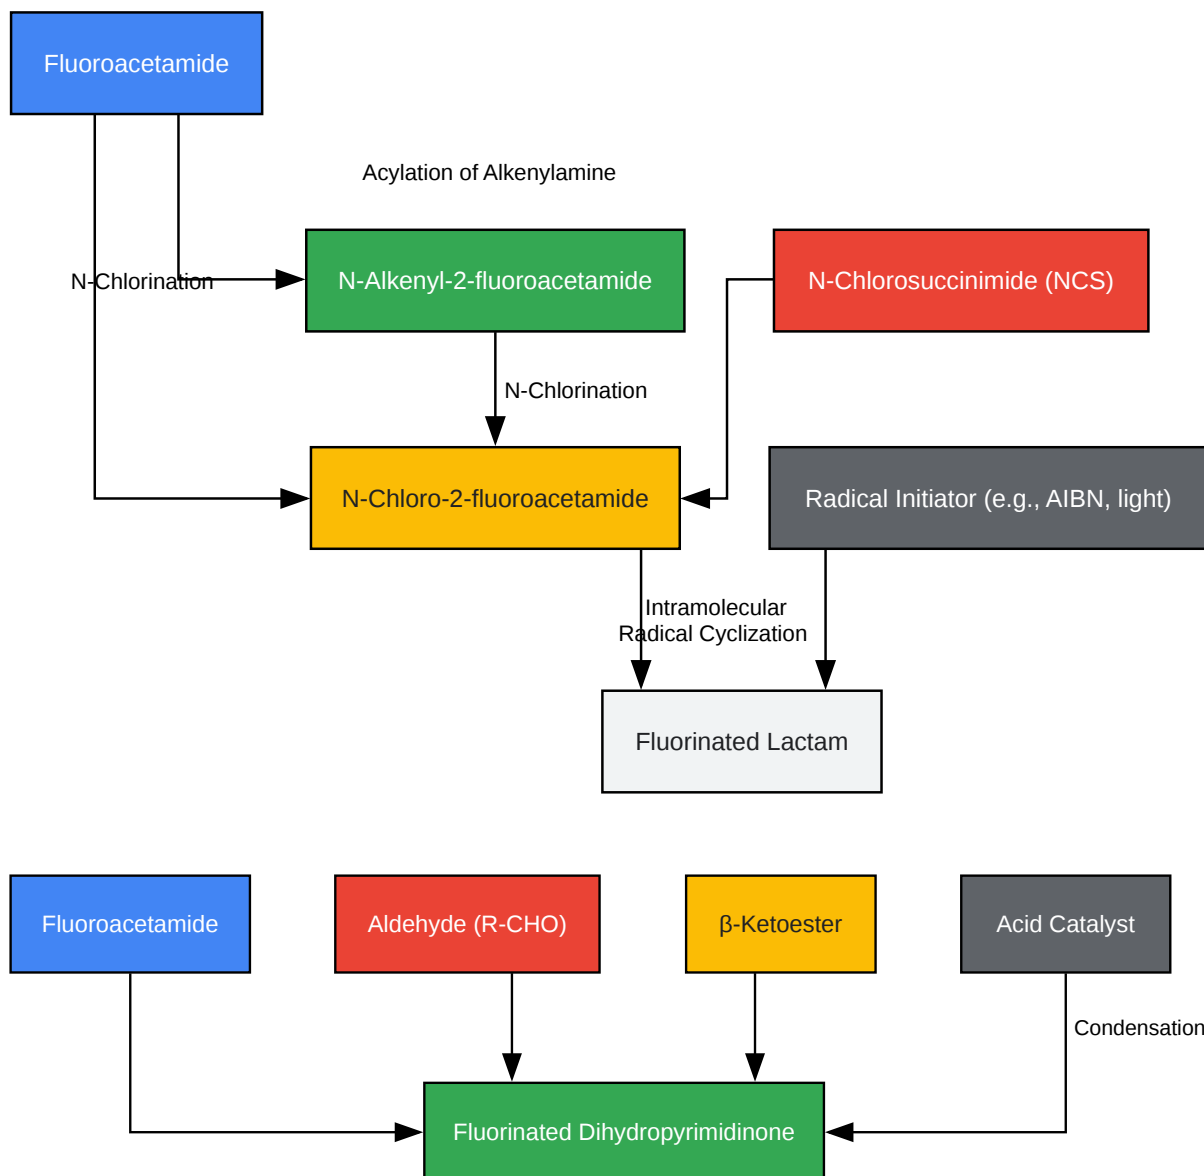 Fluoroacetamide
Acylation of Alkenylamine
N-Chlorination
N-Alkenyl-2-fluoroacetamide
N-Chlorosuccinimide (NCS)
N-Chlorination
N-Chloro-2-fluoroacetamide
Radical Initiator (e.g., AIBN, light)
Intramolecular
Radical Cyclization
Fluorinated Lactam
Fluoroacetamide
Aldehyde (R-CHO)
β-Ketoester
Acid Catalyst
Condensation
Fluorinated Dihydropyrimidinone